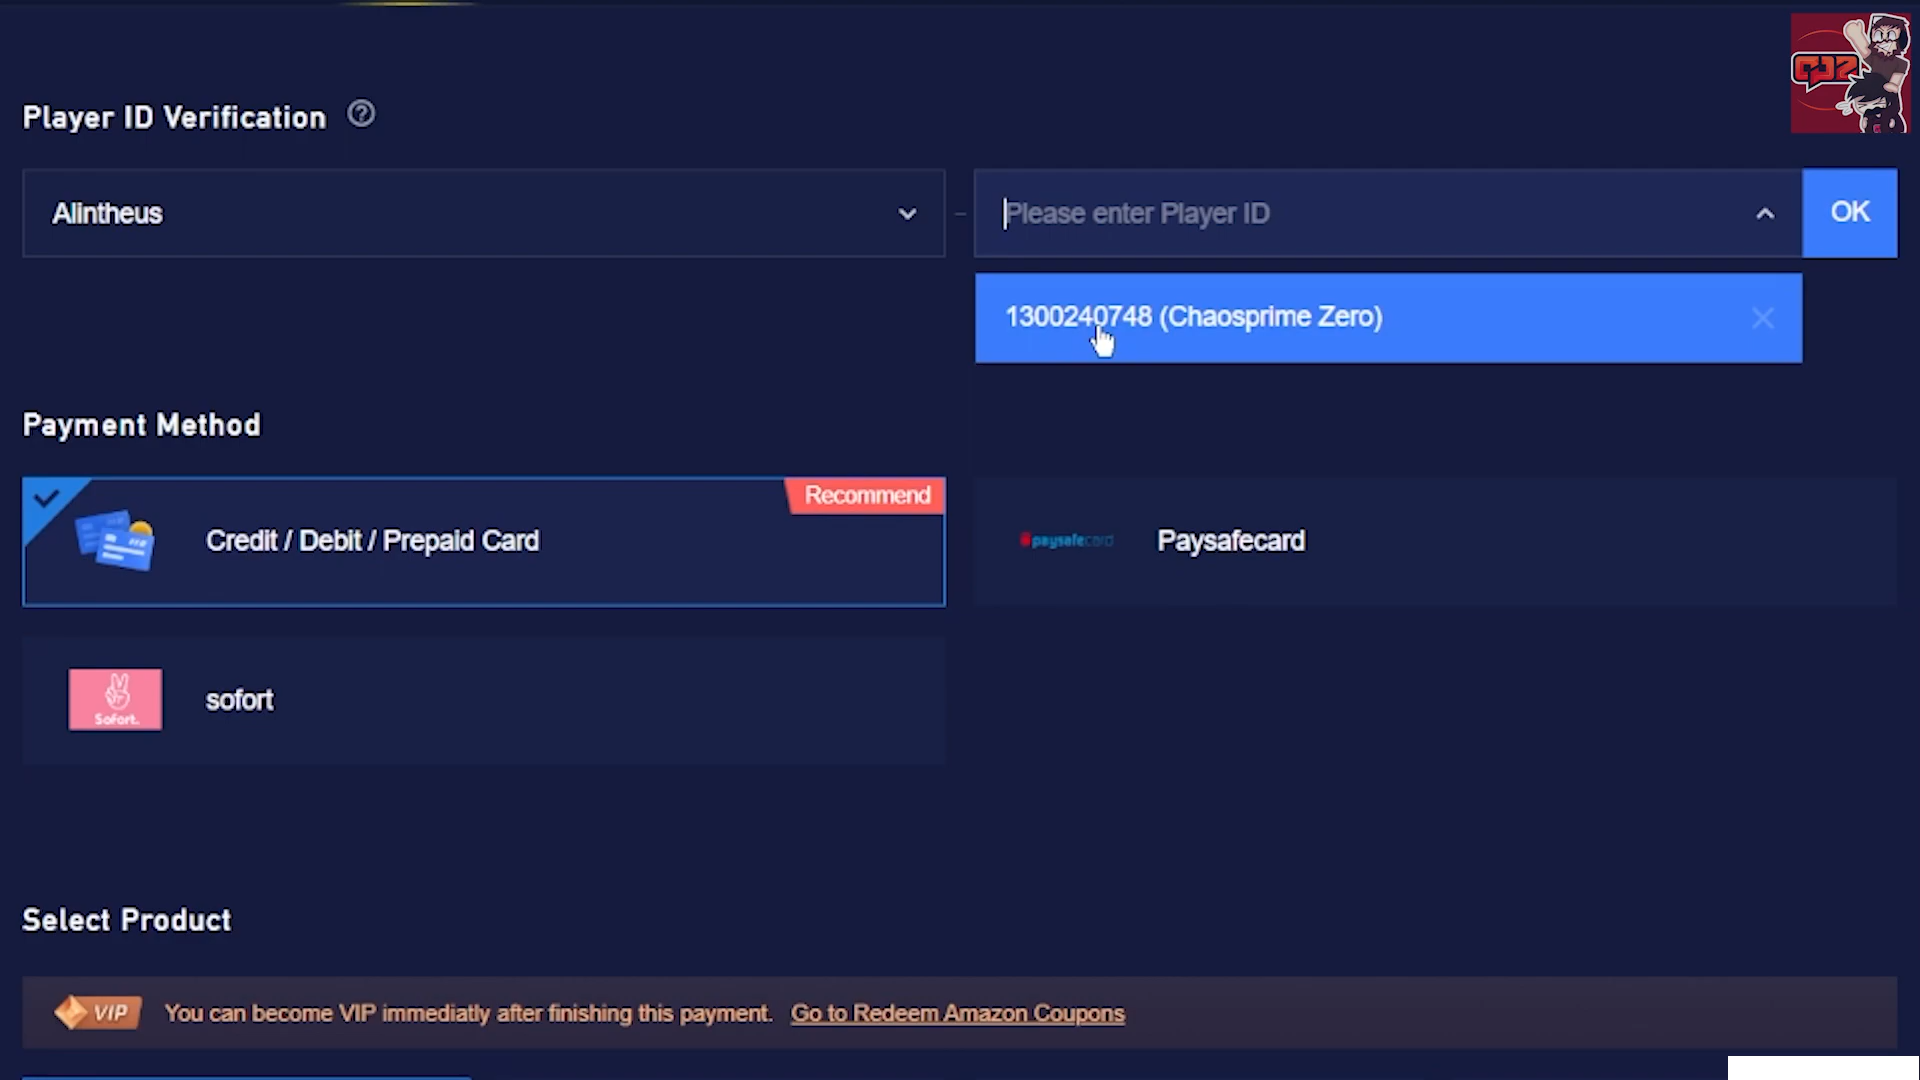 Player ID Verification
Alintheus
Please enter Player ID
OK
1300240748 (Chaosprime Zero)
Payment Method
Recommend
Credit / Debit / Prepaid Card
paysafecard
Paysafecard
Sofort.
sofort
Select Product
VIP
You can become VIP immediatly after finishing this payment. Go to Redeem Amazon Coupons